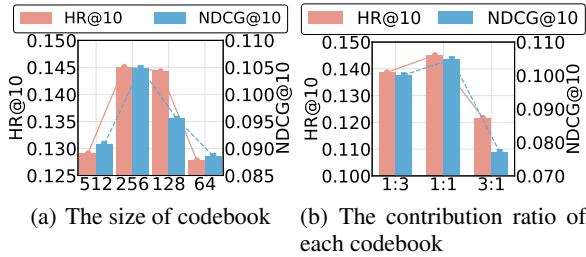 HR@10 NDCG@10
HR@10 NDCG@10
0.150
0.145
0.140
0.135
0.130
0.125
HR@10
0.110
0.105
0.100
0.095
0.090
0.085
NDCG@10
512 256 128 64
0.150
0.140
0.130
0.120
0.110
0.100
HR@10
0.110
0.100
0.090
0.080
0.070
NDCG@10
1:3 1:1 3:1
(a) The size of codebook
(b) The contribution ratio of
each codebook